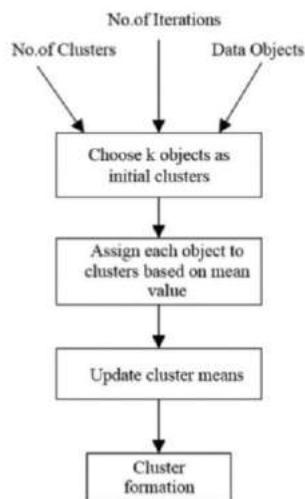 No.of Iterations
No.of Clusters
Data Objects
Choose k objects as
initial clusters
Assign each object to
clusters based on mean
value
Update cluster means
Cluster
formation